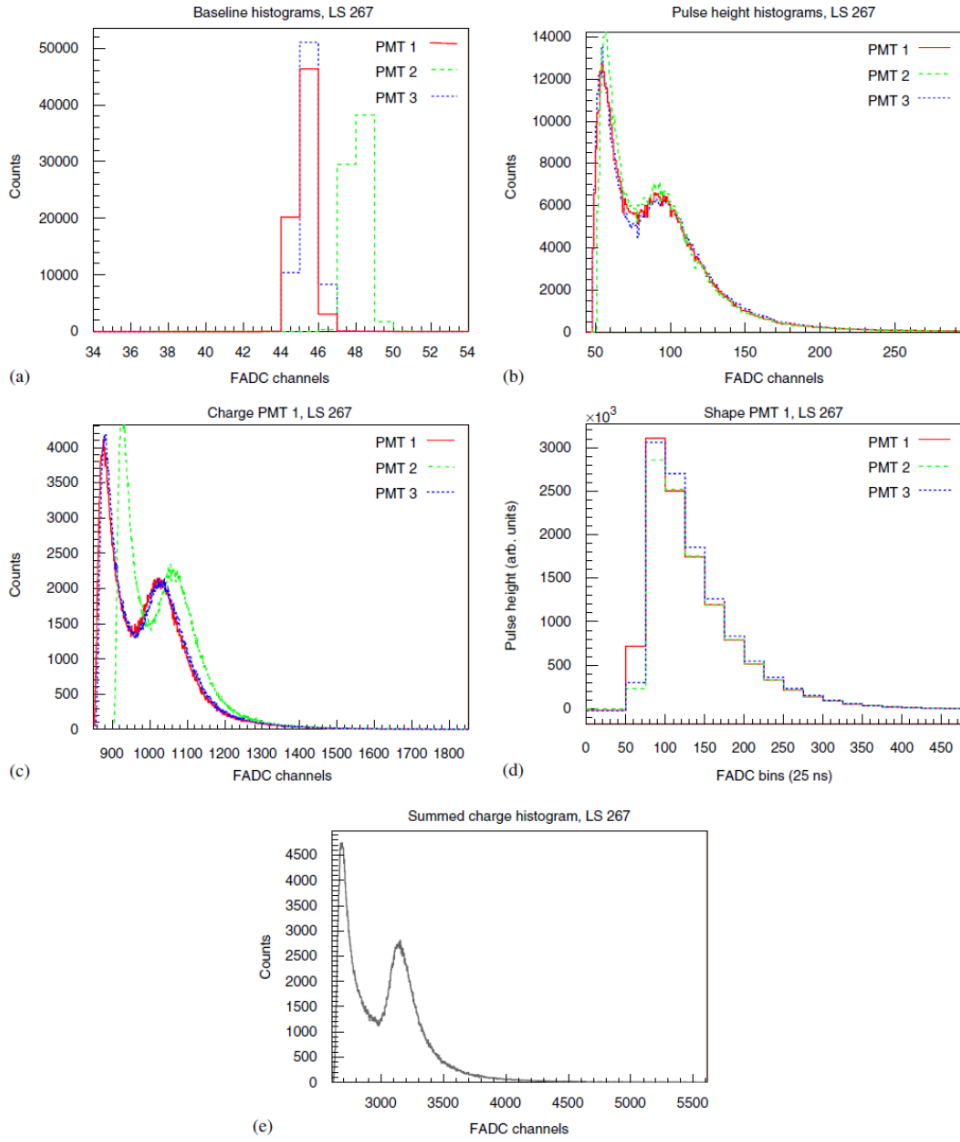 Baseline histograms, LS 267
50000
40000
30000
20000
10000
0
Counts
PMT 1
PMT 2
PMT 3
34 36 38 40 42 44 46 48 50 52 54
(a) FADC channels
Pulse height histograms, LS 267
14000
12000
10000
8000
6000
4000
2000
0
Counts
PMT 1
PMT 2
PMT 3
50 100 150 200 250
(b) FADC channels
Charge PMT 1, LS 267
4000
3500
3000
2500
2000
1500
1000
500
0
Counts
PMT 1
PMT 2
PMT 3
900 1000 1100 1200 1300 1400 1500 1600 1700 1800
(c) FADC channels
Shape PMT 1, LS 267
×10³
3000
2500
2000
1500
1000
500
0
Pulse height (arb. units)
PMT 1
PMT 2
PMT 3
0 50 100 150 200 250 300 350 400 450
(d) FADC bins (25 ns)
Summed charge histogram, LS 267
4500
4000
3500
3000
2500
2000
1500
1000
500
0
Counts
3000 3500 4000 4500 5000 5500
(e) FADC channels